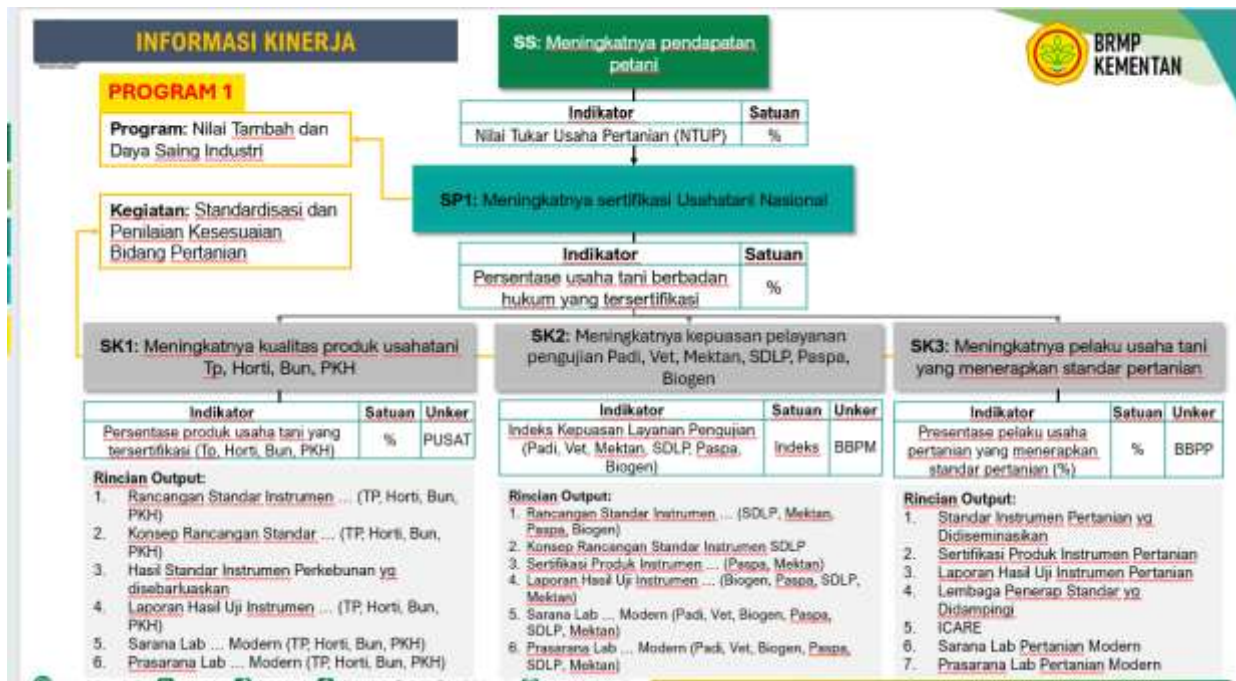 INFORMASI KINERJA
SS: Meningkatnya pendapatan
petani
BRMP
KEMENTAN
PROGRAM 1
Program: Nilai Tambah dan
Daya Saing Industri
Indikator Satuan
Nilai Tukar Usaha Pertanian (NTUP) %
SP1: Meningkatnya sertifikasi Usahatani Nasional
Kegiatan: Standardisasi dan
Penilaian Kesesuaian
Bidang Pertanian
Indikator Satuan
Persentase usaha tani berbadan
hukum yang tersertifikasi %
SK1: Meningkatnya kualitas produk usahatani
Tp, Horti, Bun, PKH
Indikator Satuan Unker
Persentase produk usaha tani yang
tersertifikasi (Tp, Horti, Bun, PKH) % PUSAT
Rincian Output:
1. Rancangan Standar Instrumen ... (TP, Horti, Bun,
PKH)
2. Konsep Rancangan Standar ... (TP, Horti, Bun,
PKH)
3. Hasil Standar Instrumen Perkebunan yg
disebarluaskan
4. Laporan Hasil Uji Instrumen ... (TP, Horti, Bun,
PKH)
5. Sarana Lab ... Modern (TP, Horti, Bun, PKH)
6. Prasarana Lab ... Modern (TP, Horti, Bun, PKH)
SK2: Meningkatnya kepuasan pelayanan
pengujian Padi, Vet, Mektan, SDLP, Paspa,
Biogen
Indikator Satuan Unker
Indeks Kepuasan Layanan Pengujian
(Padi, Vet, Mektan, SDLP, Paspa, Indeks BBPM
Biogen)
Rincian Output:
1. Rancangan Standar Instrumen ... (SDLP, Mektan,
Paspa, Biogen)
2. Konsep Rancangan Standar Instrumen SDLP
3. Sertifikasi Produk Instrumen ... (Paspa, Mektan)
4. Laporan Hasil Uji Instrumen ... (Biogen, Paspa, SDLP,
Mektan)
5. Sarana Lab ... Modern (Padi, Vet, Biogen, Paspa,
SDLP, Mektan)
6. Prasarana Lab ... Modern (Padi, Vet, Biogen, Paspa,
SDLP, Mektan)
SK3: Meningkatnya pelaku usaha tani
yang menerapkan standar pertanian
Indikator Satuan Unker
Presentase pelaku usaha
pertanian yang menerapkan % BBPP
standar pertanian (%)
Rincian Output:
1. Standar Instrumen Pertanian yg
Didiseminasikan
2. Sertifikasi Produk Instrumen Pertanian
3. Laporan Hasil Uji Instrumen Pertanian
4. Lembaga Penerap Standar yg
Didampingi
5. ICARE
6. Sarana Lab Pertanian Modern
7. Prasarana Lab Pertanian Modern